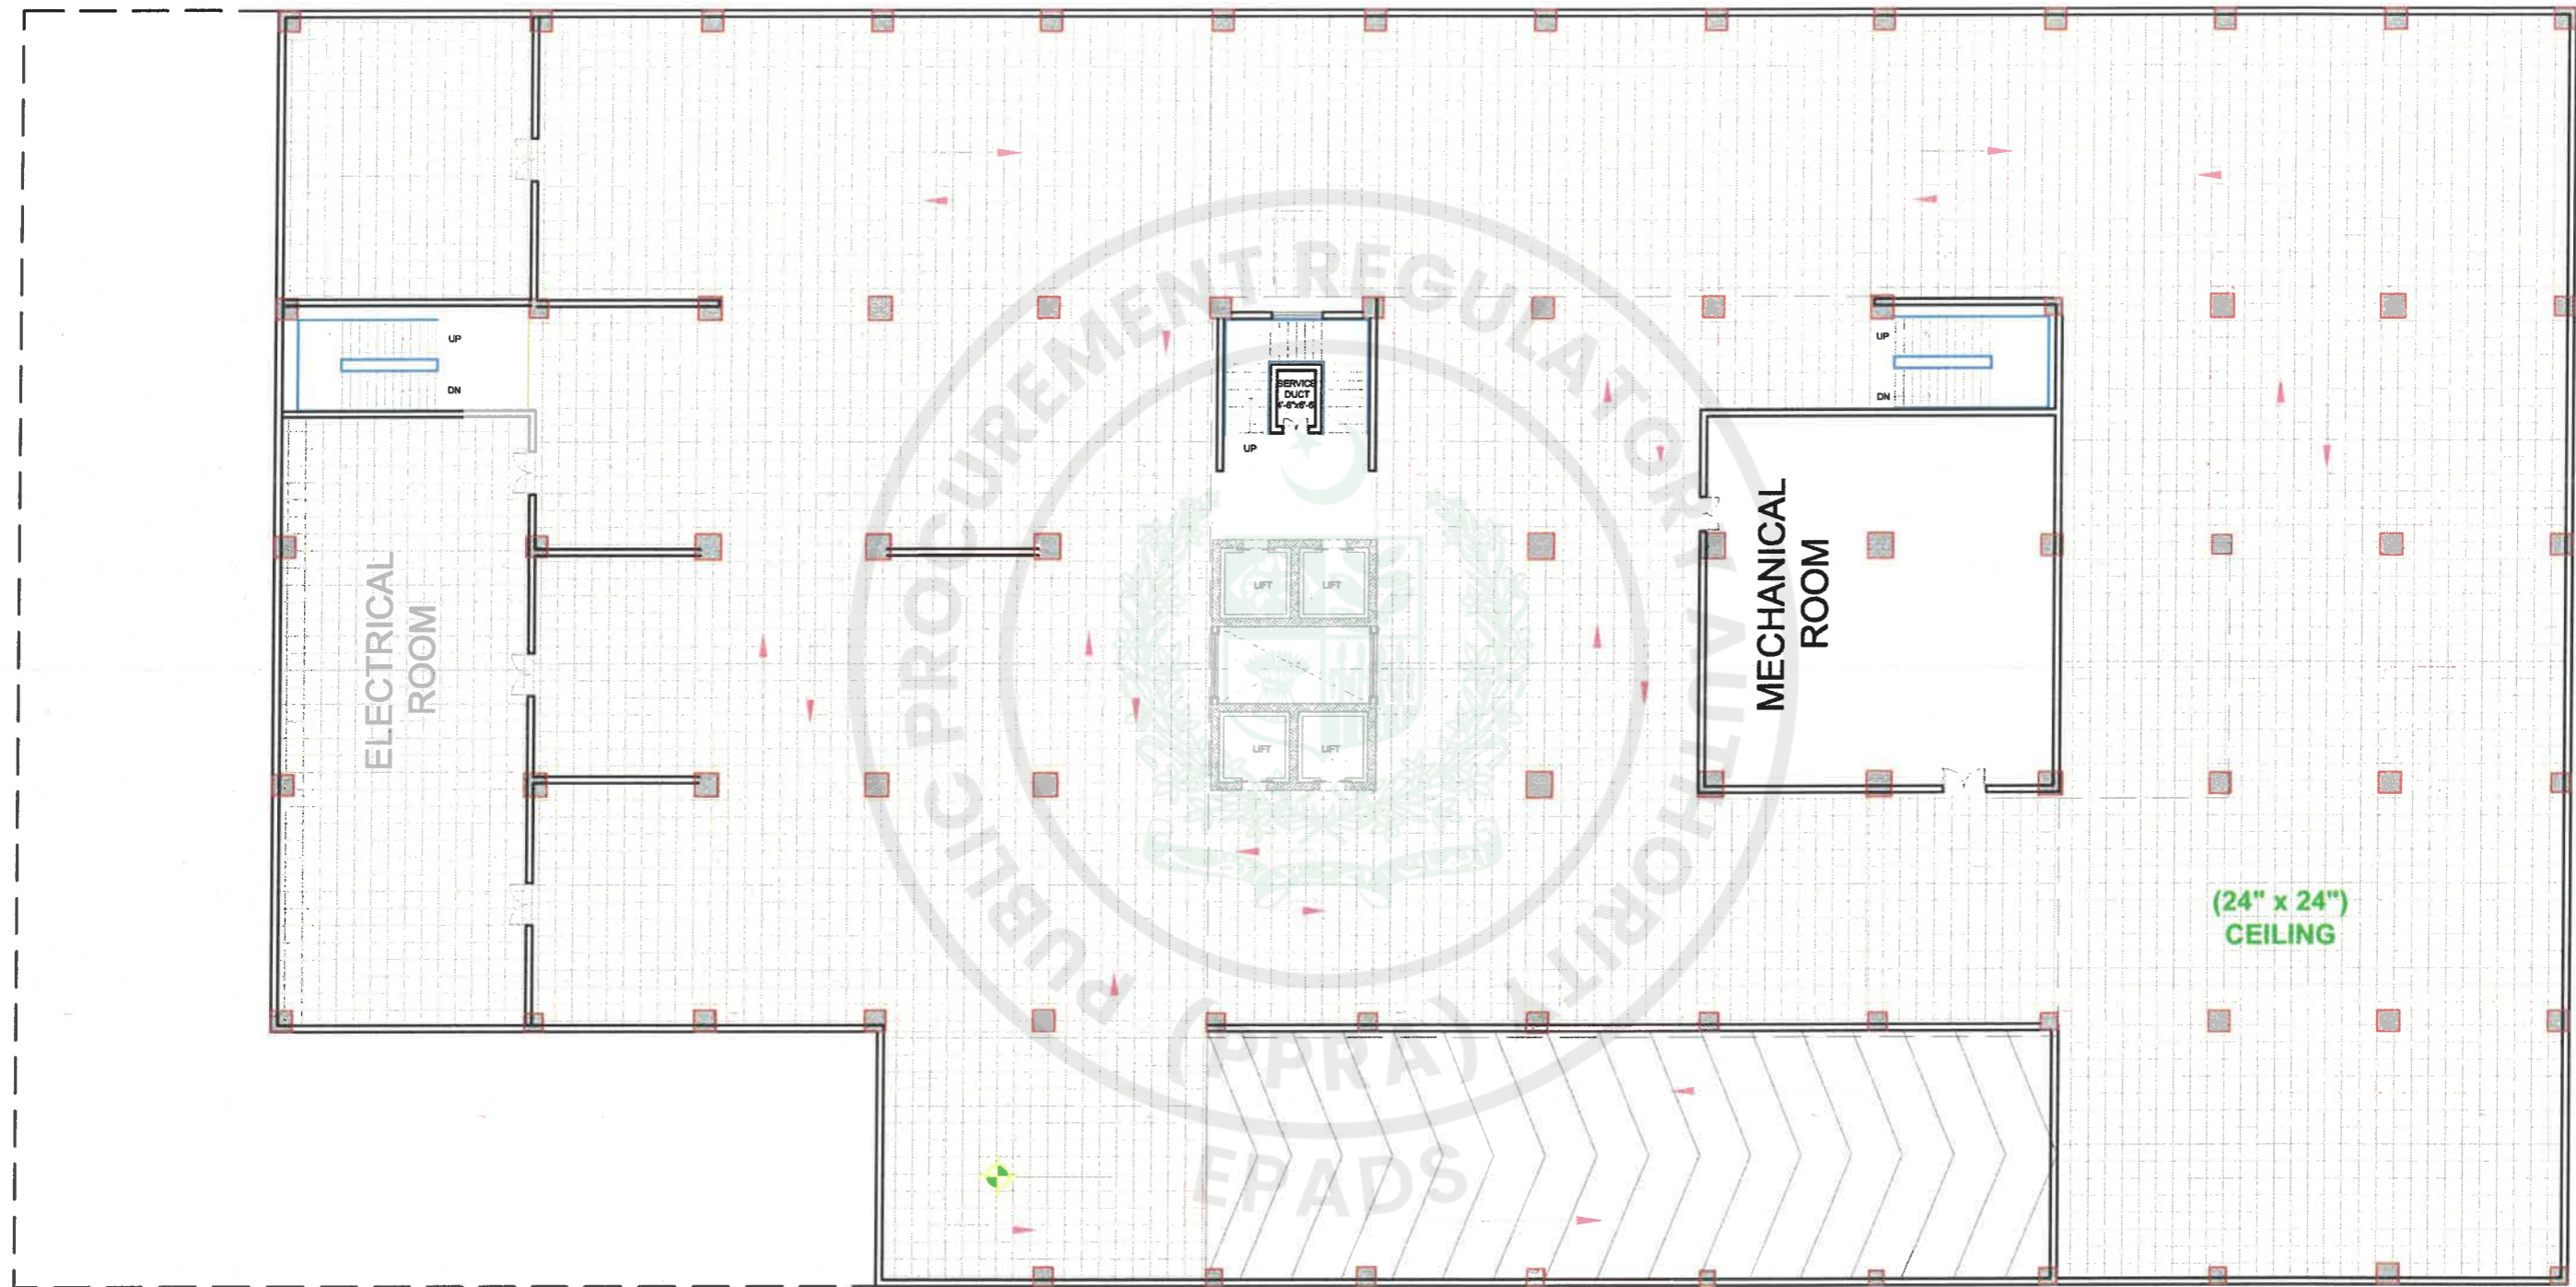 UP
DN
SERVICE
DUCT
UP
UP
DN
ELECTRICAL
ROOM
MECHANICAL
ROOM
LIFT
LIFT
LIFT
LIFT
(24" x 24")
CEILING
PUBLIC PROCUREMENT REGULATORY AUTHORITY
(PPRA)
EPADS